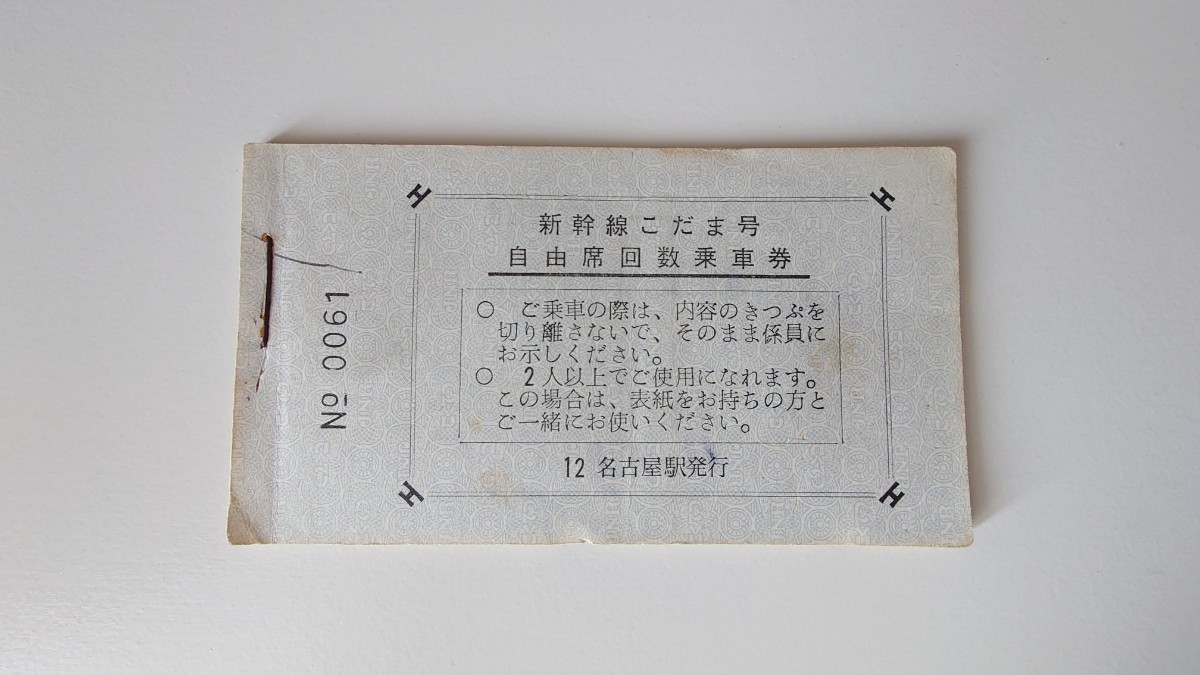 新幹線こだま号
自由席回数乗車券
○ ご乗車の際は、内容のきつぷを
切り離さないで、そのまま係員に
お示しください。
○ 2人以上でご使用になれます。
この場合は、表紙をお持ちの方と
ご一緒にお使いください。
12 名古屋駅発行
№ 0061